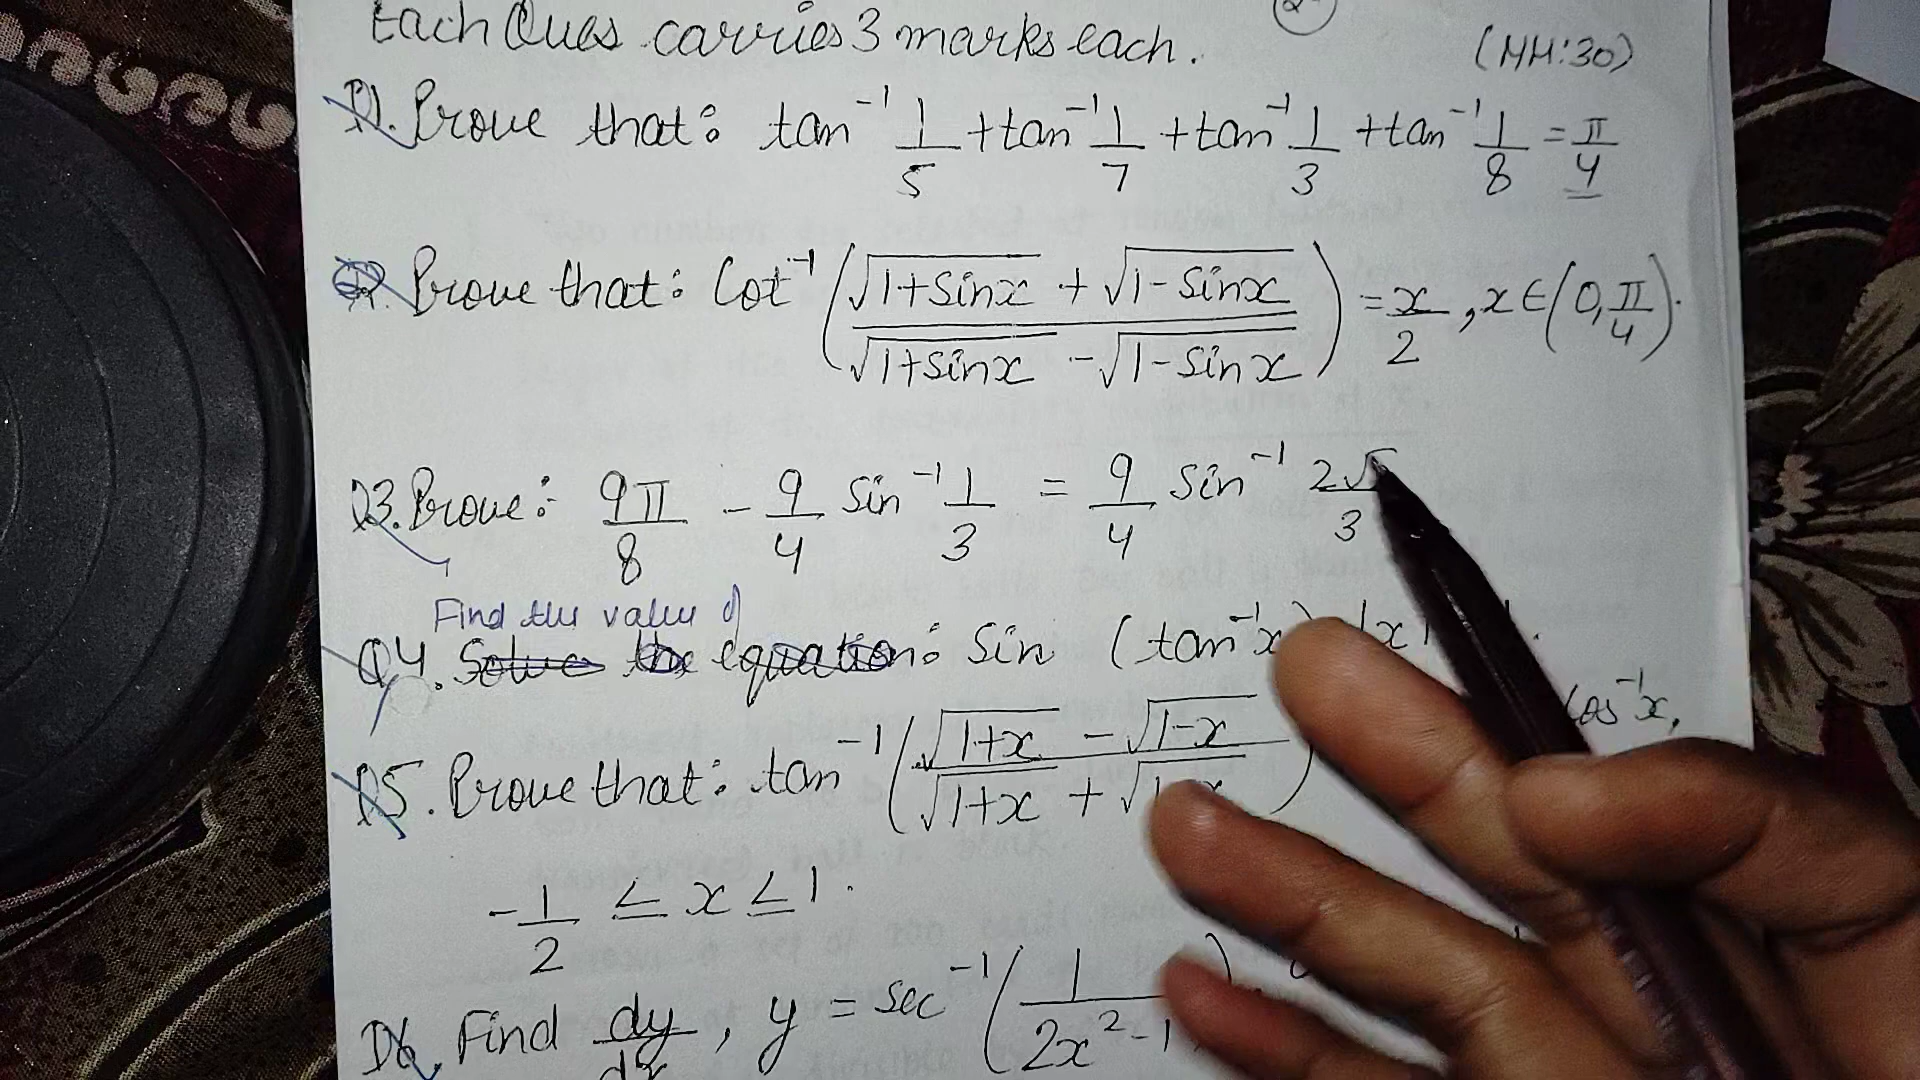 Each Ques carries 3 marks each. (MM:30)
Q1. Prove that: tan⁻¹ 1/5 + tan⁻¹ 1/7 + tan⁻¹ 1/3 + tan⁻¹ 1/8 = π/4
Q2. Prove that: Cot⁻¹ (√(1+Sinx) + √(1-Sinx) / √(1+Sinx) - √(1-Sinx)) = x/2, x ∈ (0, π/4).
Q3. Prove: 9π/8 - 9/4 Sin⁻¹ 1/3 = 9/4 Sin⁻¹ 2√ /3
Find the value of
Q4. Solve the equation: Sin (tan⁻¹x) |x|
Q5. Prove that: tan⁻¹ (√(1+x) - √(1-x) / √(1+x) + √ x) Cos⁻¹x,
-1/2 ≤ x ≤ 1.
Q6. Find dy/dx, y = Sec⁻¹ (1 / 2x²-1)